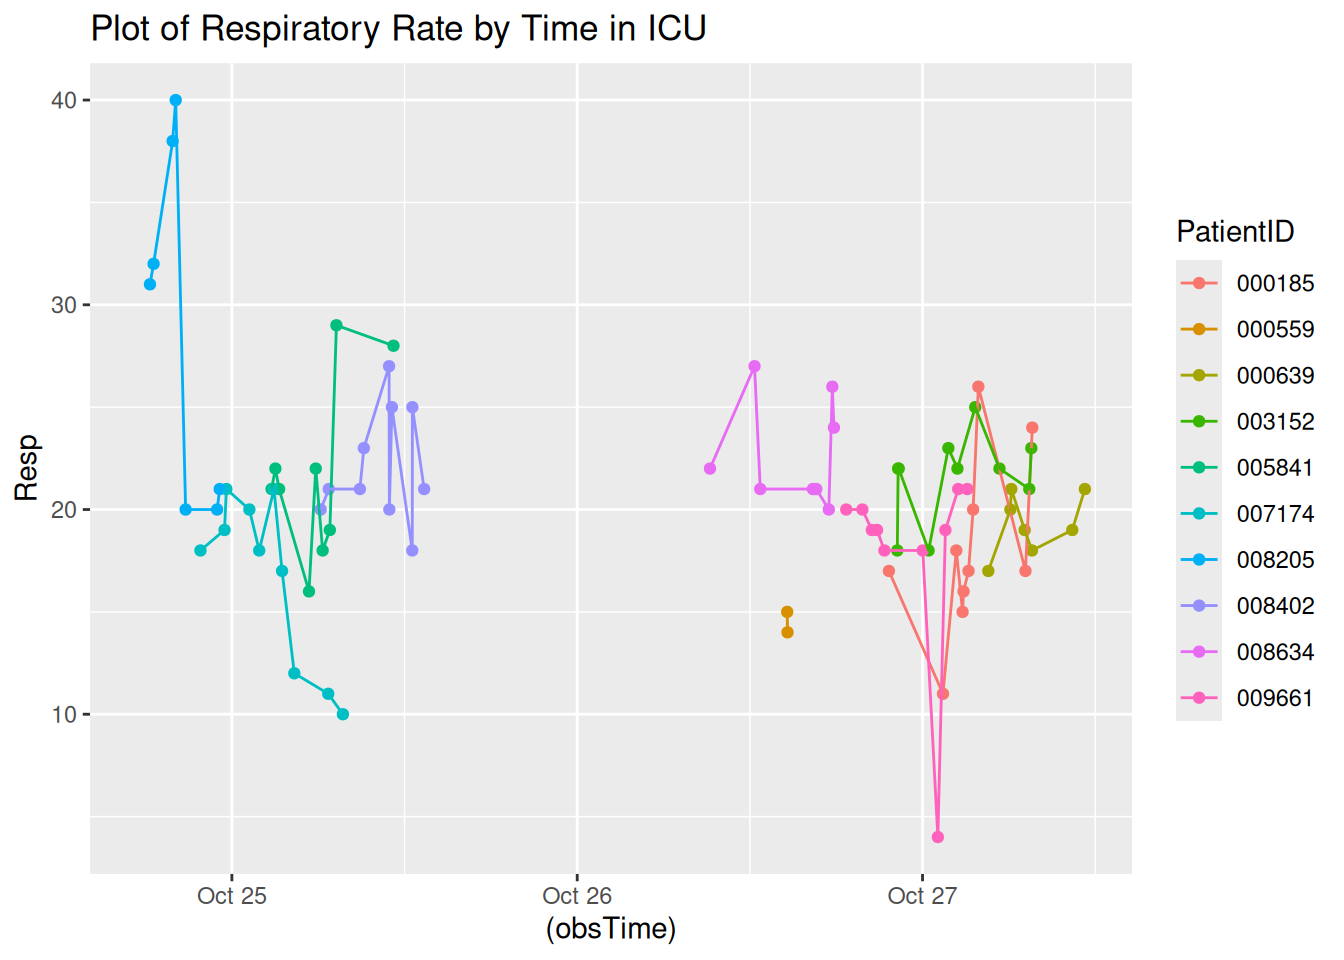 Plot of Respiratory Rate by Time in ICU
40
30
20
10
Resp
Oct 25
Oct 26
Oct 27
(obsTime)
PatientID
000185
000559
000639
003152
005841
007174
008205
008402
008634
009661